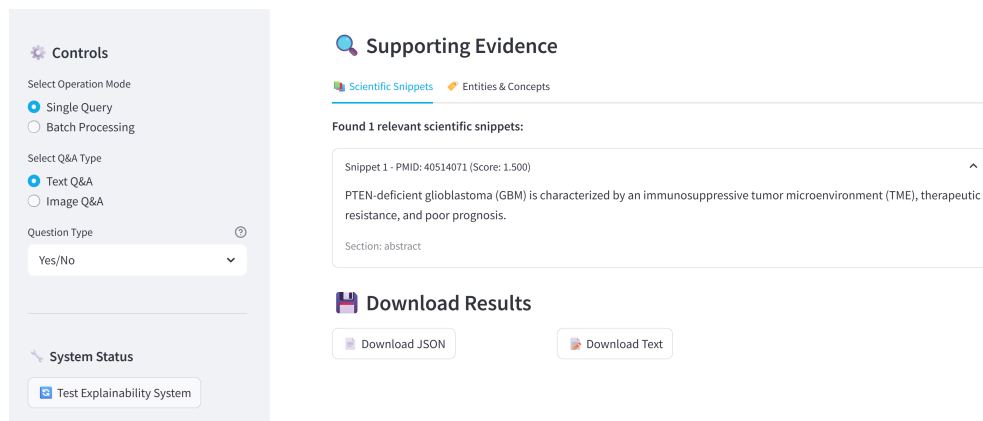 Controls
Select Operation Mode
Single Query
Batch Processing
Select Q&A Type
Text Q&A
Image Q&A
Question Type
Yes/No
System Status
Test Explainability System
Supporting Evidence
Scientific Snippets
Entities & Concepts
Found 1 relevant scientific snippets:
Snippet 1 - PMID: 40514071 (Score: 1.500)
PTEN-deficient glioblastoma (GBM) is characterized by an immunosuppressive tumor microenvironment (TME), therapeutic
resistance, and poor prognosis.
Section: abstract
Download Results
Download JSON
Download Text